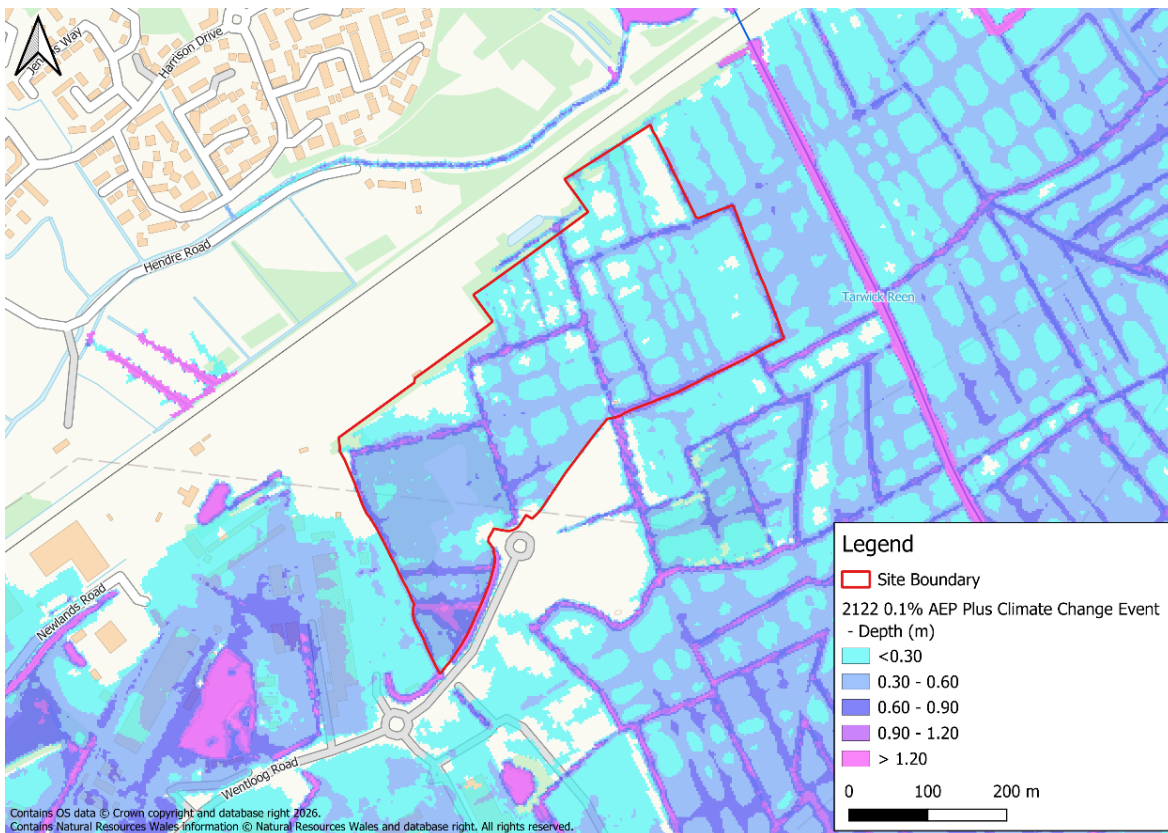 Jenkins Way
Harrison Drive
Hendre Road
Tarwick Reen
Newlands Road
Wentloog Road
Legend
Site Boundary
2122 0.1% AEP Plus Climate Change Event
- Depth (m)
<0.30
0.30 - 0.60
0.60 - 0.90
0.90 - 1.20
> 1.20
0 100 200 m
Contains OS data © Crown copyright and database right 2026.
Contains Natural Resources Wales information © Natural Resources Wales and database right. All rights reserved.